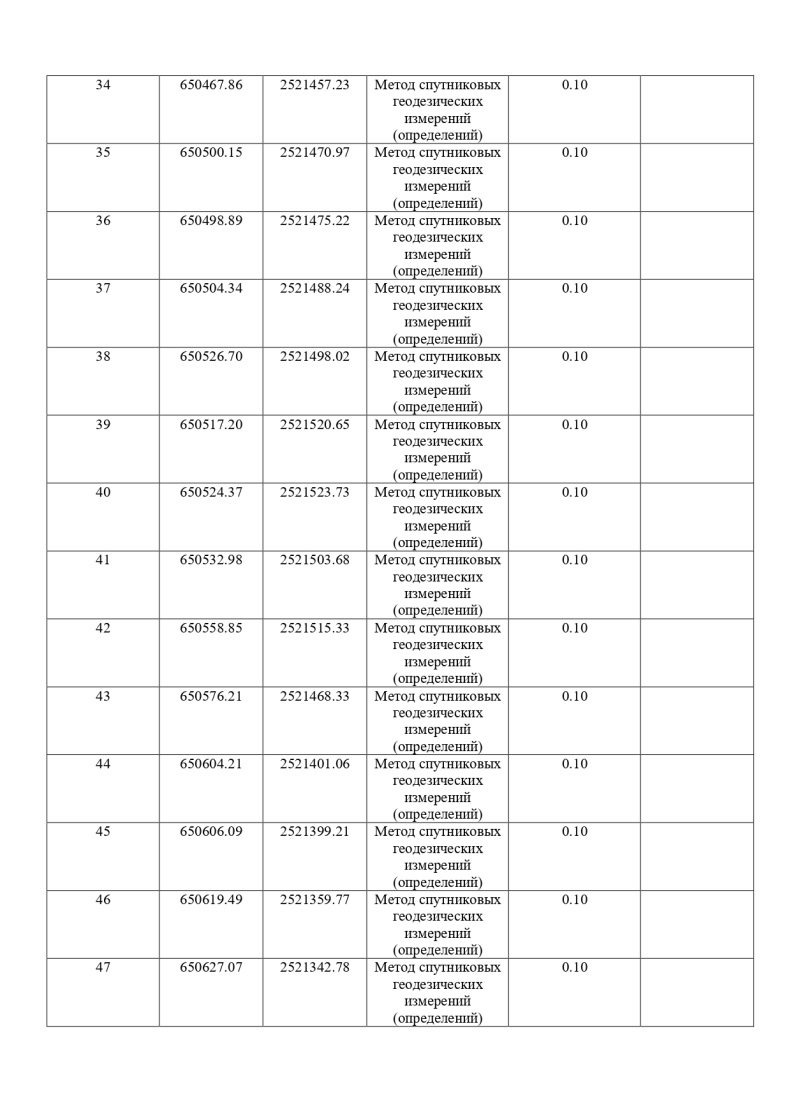 34 650467.86 2521457.23 Метод спутниковых 0.10
геодезических
измерений
(определений)
35 650500.15 2521470.97 Метод спутниковых 0.10
геодезических
измерений
(определений)
36 650498.89 2521475.22 Метод спутниковых 0.10
геодезических
измерений
(определений)
37 650504.34 2521488.24 Метод спутниковых 0.10
геодезических
измерений
(определений)
38 650526.70 2521498.02 Метод спутниковых 0.10
геодезических
измерений
(определений)
39 650517.20 2521520.65 Метод спутниковых 0.10
геодезических
измерений
(определений)
40 650524.37 2521523.73 Метод спутниковых 0.10
геодезических
измерений
(определений)
41 650532.98 2521503.68 Метод спутниковых 0.10
геодезических
измерений
(определений)
42 650558.85 2521515.33 Метод спутниковых 0.10
геодезических
измерений
(определений)
43 650576.21 2521468.33 Метод спутниковых 0.10
геодезических
измерений
(определений)
44 650604.21 2521401.06 Метод спутниковых 0.10
геодезических
измерений
(определений)
45 650606.09 2521399.21 Метод спутниковых 0.10
геодезических
измерений
(определений)
46 650619.49 2521359.77 Метод спутниковых 0.10
геодезических
измерений
(определений)
47 650627.07 2521342.78 Метод спутниковых 0.10
геодезических
измерений
(определений)